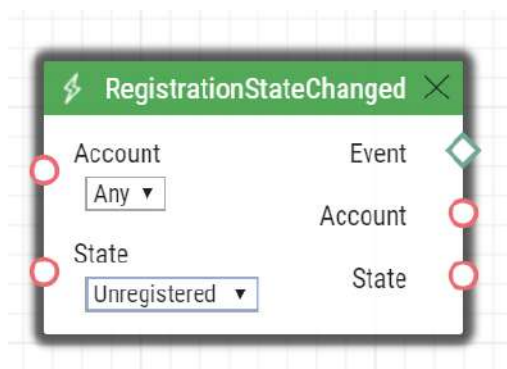 RegistrationStateChanged
Account
Any
Event
Account
State
Unregistered
State